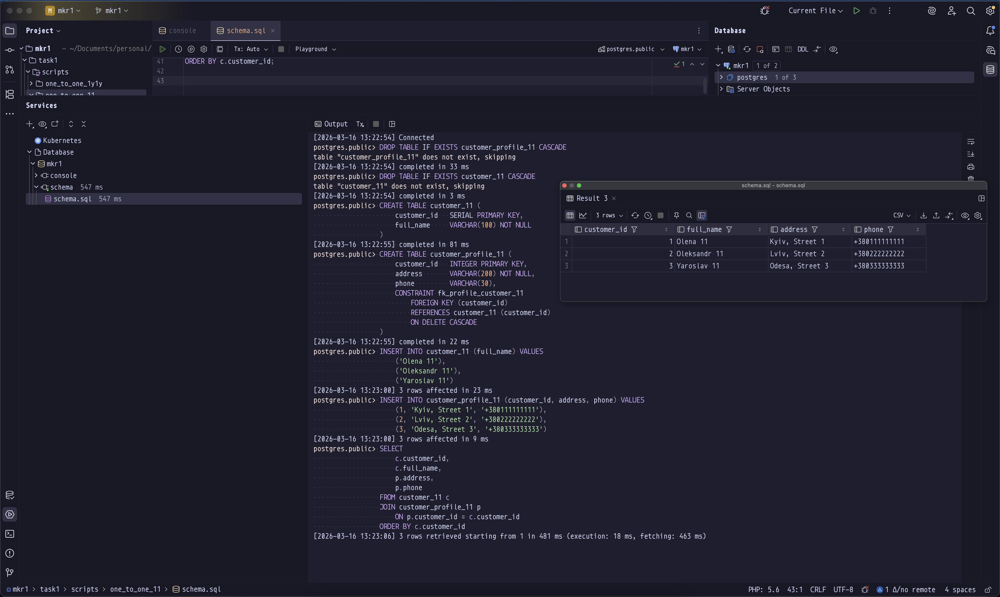 M mkr1 mkr1 Current File
Project console schema.sql Database
mkr1 – ~/Documents/personal/ Tx: Auto Playground postgres.public mkr1 DDL
task1 41 ORDER BY c.customer_id; 1 mkr1 1 of 2
scripts 42 postgres 1 of 3
one_to_one_1y1y 43 Server Objects
one_to_one_11
Services
Output Tx
Kubernetes
Database
mkr1
console
schema 547 ms
schema.sql 547 ms
[2026-03-16 13:22:54] Connected
postgres.public> DROP TABLE IF EXISTS customer_profile_11 CASCADE
table "customer_profile_11" does not exist, skipping
[2026-03-16 13:22:54] completed in 33 ms
postgres.public> DROP TABLE IF EXISTS customer_11 CASCADE
table "customer_11" does not exist, skipping
[2026-03-16 13:22:54] completed in 3 ms
postgres.public> CREATE TABLE customer_11 (
customer_id SERIAL PRIMARY KEY,
full_name VARCHAR(100) NOT NULL
)
[2026-03-16 13:22:55] completed in 81 ms
postgres.public> CREATE TABLE customer_profile_11 (
customer_id INTEGER PRIMARY KEY,
address VARCHAR(200) NOT NULL,
phone VARCHAR(30),
CONSTRAINT fk_profile_customer_11
FOREIGN KEY (customer_id)
REFERENCES customer_11 (customer_id)
ON DELETE CASCADE
)
[2026-03-16 13:22:55] completed in 22 ms
postgres.public> INSERT INTO customer_11 (full_name) VALUES
('Olena 11'),
('Oleksandr 11'),
('Yaroslav 11')
[2026-03-16 13:23:00] 3 rows affected in 23 ms
postgres.public> INSERT INTO customer_profile_11 (customer_id, address, phone) VALUES
(1, 'Kyiv, Street 1', '+380111111111'),
(2, 'Lviv, Street 2', '+380222222222'),
(3, 'Odesa, Street 3', '+380333333333')
[2026-03-16 13:23:00] 3 rows affected in 9 ms
postgres.public> SELECT
c.customer_id,
c.full_name,
p.address,
p.phone
FROM customer_11 c
JOIN customer_profile_11 p
ON p.customer_id = c.customer_id
ORDER BY c.customer_id
[2026-03-16 13:23:06] 3 rows retrieved starting from 1 in 481 ms (execution: 18 ms, fetching: 463 ms)
schema.sql - schema.sql
Result 3
3 rows CSV
customer_id full_name address phone
1 1 Olena 11 Kyiv, Street 1 +380111111111
2 2 Oleksandr 11 Lviv, Street 2 +380222222222
3 3 Yaroslav 11 Odesa, Street 3 +380333333333
mkr1 > task1 > scripts > one_to_one_11 > schema.sql PHP: 5.6 43:1 CRLF UTF-8 1 Δ/no remote 4 spaces